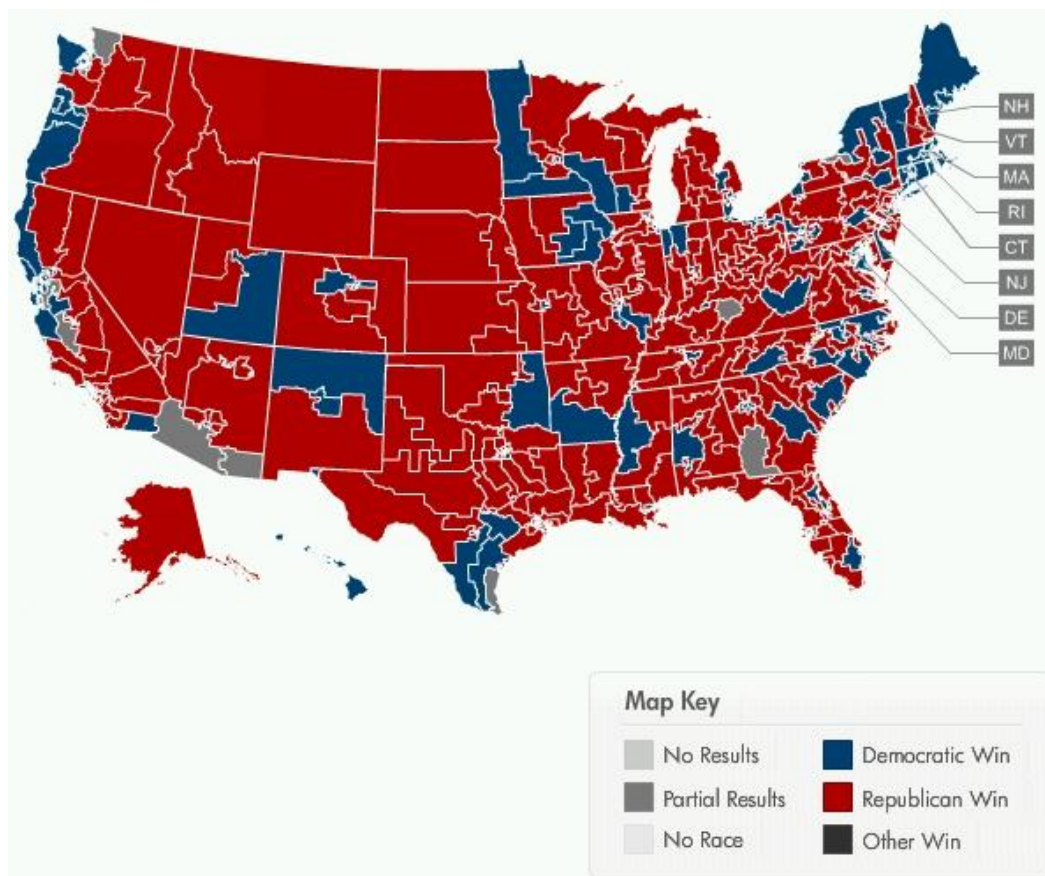 NH
VT
MA
RI
CT
NJ
DE
MD
Map Key
No Results
Democratic Win
Partial Results
Republican Win
No Race
Other Win